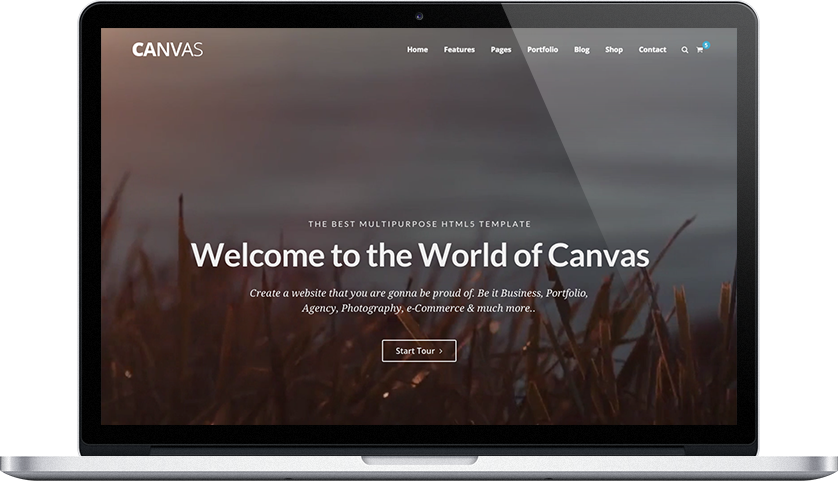 CANVAS
Home Features Pages Portfolio Blog Shop Contact 5
THE BEST MULTIPURPOSE HTML5 TEMPLATE
Welcome to the World of Canvas
Create a website that you are gonna be proud of. Be it Business, Portfolio,
Agency, Photography, e-Commerce & much more..
Start Tour